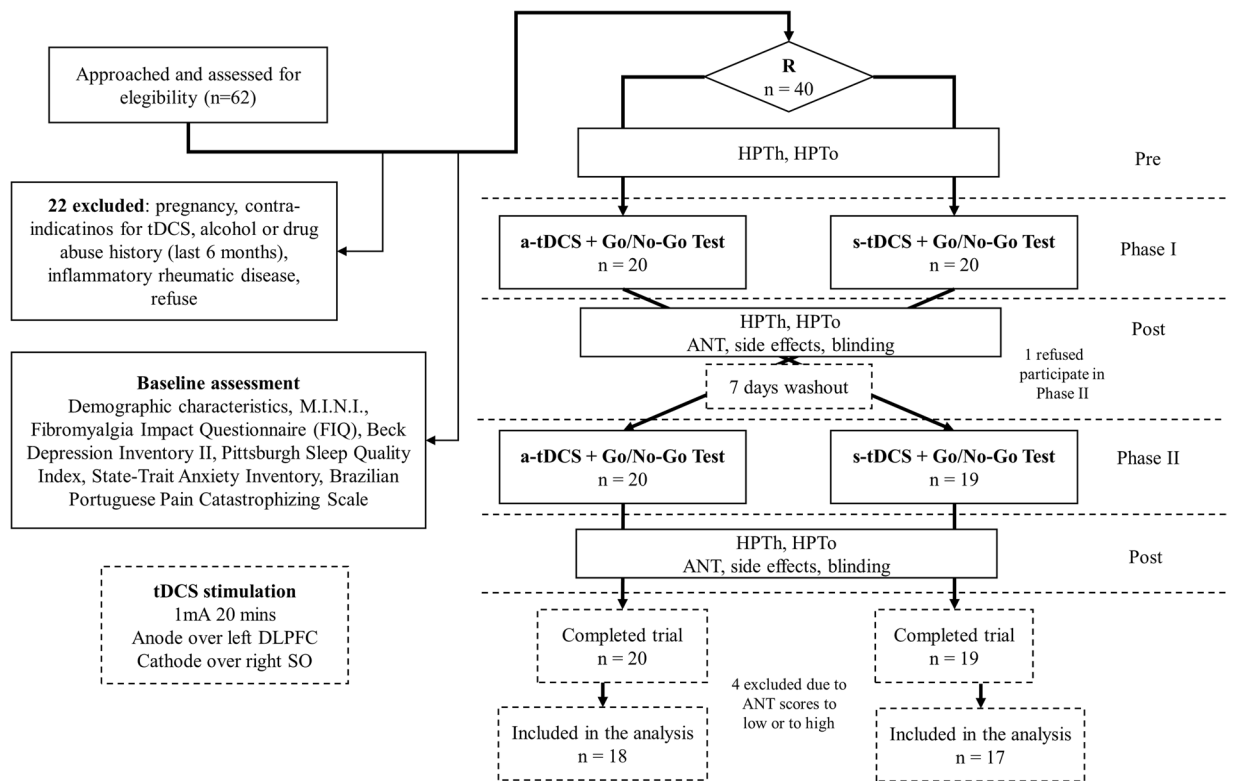 Approached and assessed for
elegibility (n=62)
R
n = 40
HPTh, HPTo
Pre
22 excluded: pregnancy, contra-
indicatinos for tDCS, alcohol or drug
abuse history (last 6 months),
inflammatory rheumatic disease,
refuse
a-tDCS + Go/No-Go Test
n = 20
s-tDCS + Go/No-Go Test
n = 20
Phase I
HPTh, HPTo
ANT, side effects, blinding
Post
1 refused
participate in
Phase II
7 days washout
Baseline assessment
Demographic characteristics, M.I.N.I.,
Fibromyalgia Impact Questionnaire (FIQ), Beck
Depression Inventory II, Pittsburgh Sleep Quality
Index, State-Trait Anxiety Inventory, Brazilian
Portuguese Pain Catastrophizing Scale
a-tDCS + Go/No-Go Test
n = 20
s-tDCS + Go/No-Go Test
n = 19
Phase II
HPTh, HPTo
ANT, side effects, blinding
Post
tDCS stimulation
1mA 20 mins
Anode over left DLPFC
Cathode over right SO
Completed trial
n = 20
Completed trial
n = 19
4 excluded due to
ANT scores to
low or to high
Included in the analysis
n = 18
Included in the analysis
n = 17